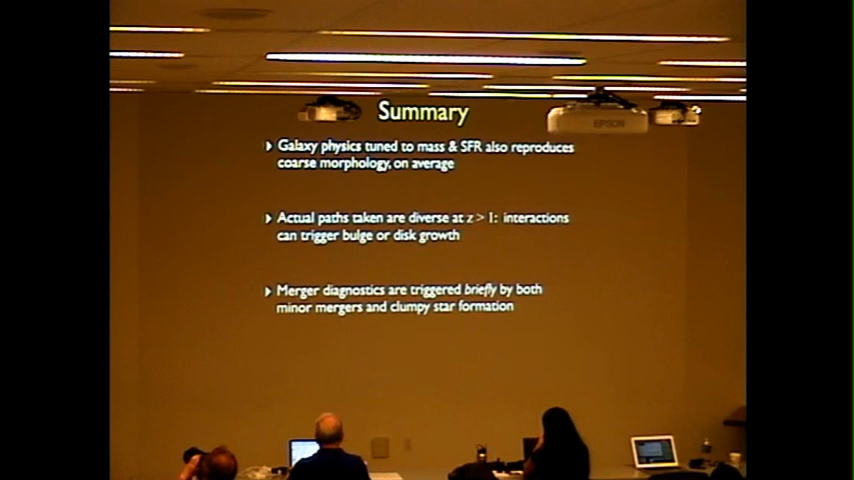 Summary
EPSON
Galaxy physics tuned to mass & SFR also reproduces
coarse morphology, on average
Actual paths taken are diverse at z > 1: interactions
can trigger bulge or disk growth
Merger diagnostics are triggered briefly by both
minor mergers and clumpy star formation